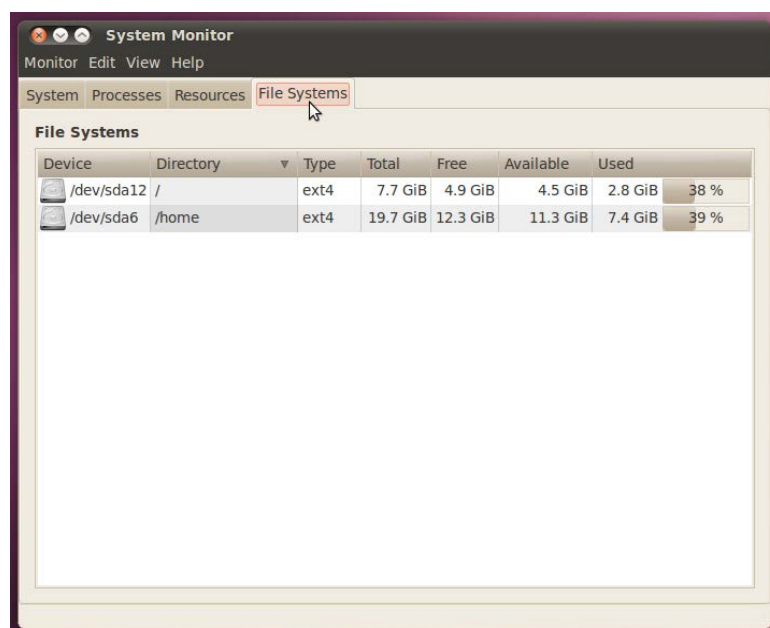 System Monitor
Monitor Edit View Help
System Processes Resources File Systems
File Systems
Device Directory Type Total Free Available Used
/dev/sda12 / ext4 7.7 GiB 4.9 GiB 4.5 GiB 2.8 GiB 38 %
/dev/sda6 /home ext4 19.7 GiB 12.3 GiB 11.3 GiB 7.4 GiB 39 %